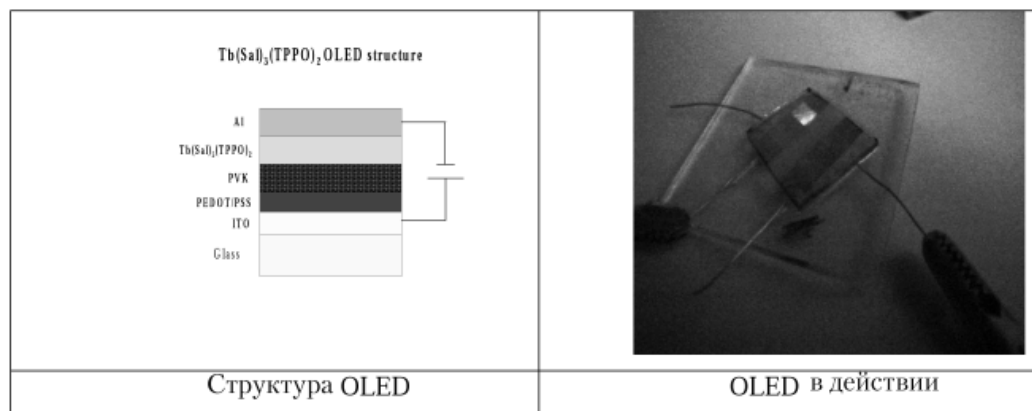 Tb(Sal)₃(TPPO)₂ OLED structure
Al
Tb(Sal)₃(TPPO)₂
PVK
PEDOT/PSS
ITO
Glass
Структура OLED
OLED в действии